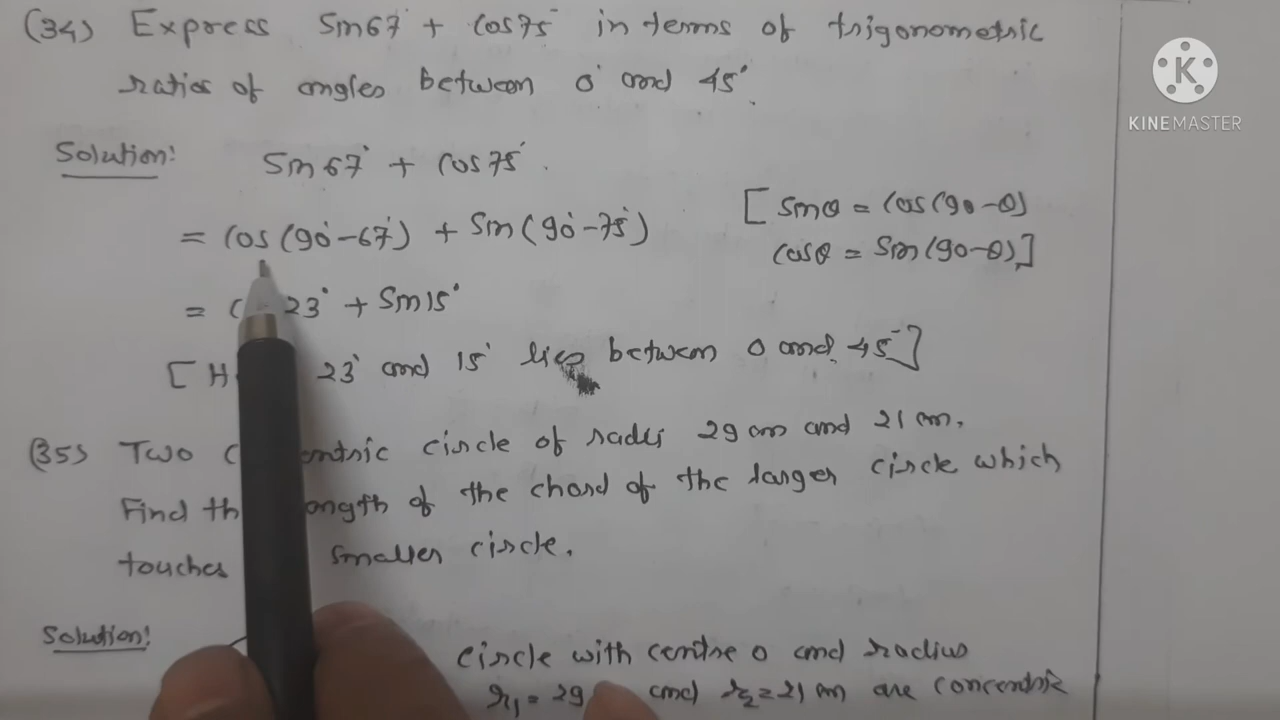 (34) Express Sin67° + Cos75° in terms of trigonometric
ratios of angles between 0° and 45°.
Solution:
Sin67° + Cos75°.
= Cos(90°-67°) + Sin(90°-75°)
[Sinθ = Cos(90-θ)
Cosθ = Sin(90-θ)]
= 23° + Sin15°
[ 23° and 15° lies between 0 and 45°]
(35) Two circle of radii 29 cm and 21 cm.
Find of the chord of the larger circle which
touches smaller circle.
Solution:
circle with centre O and radius
r₁ = 29 and r₂ = 21 cm are concentric
KINEMASTER